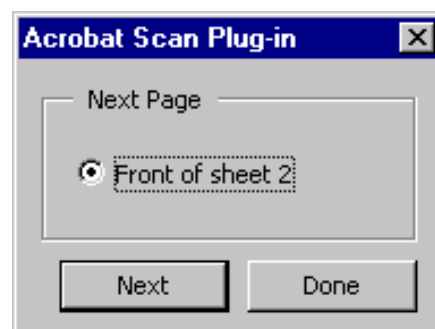 Acrobat Scan Plug-in
Next Page
Front of sheet 2
Next
Done